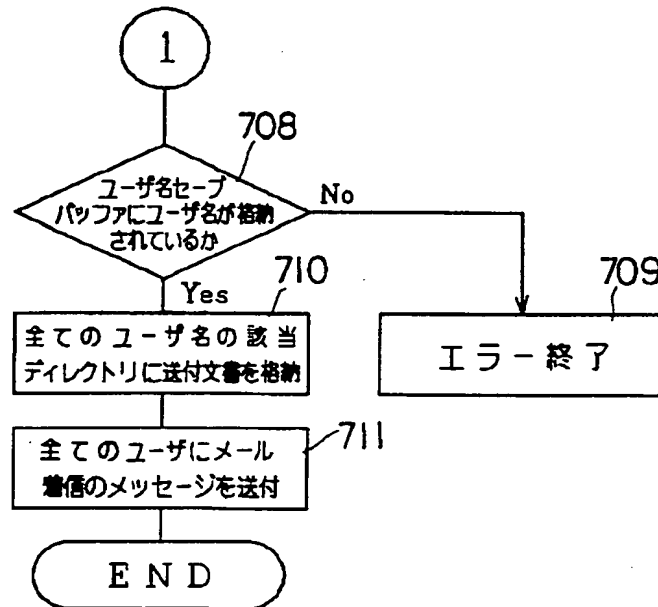 1
708
ユーザ名セーブ
バッファにユーザ名が格納
されているか
No
Yes
710
全てのユーザ名の該当
ディレクトリに送付文書を格納
709
エラー終了
全てのユーザにメール
着信のメッセージを送付
711
END